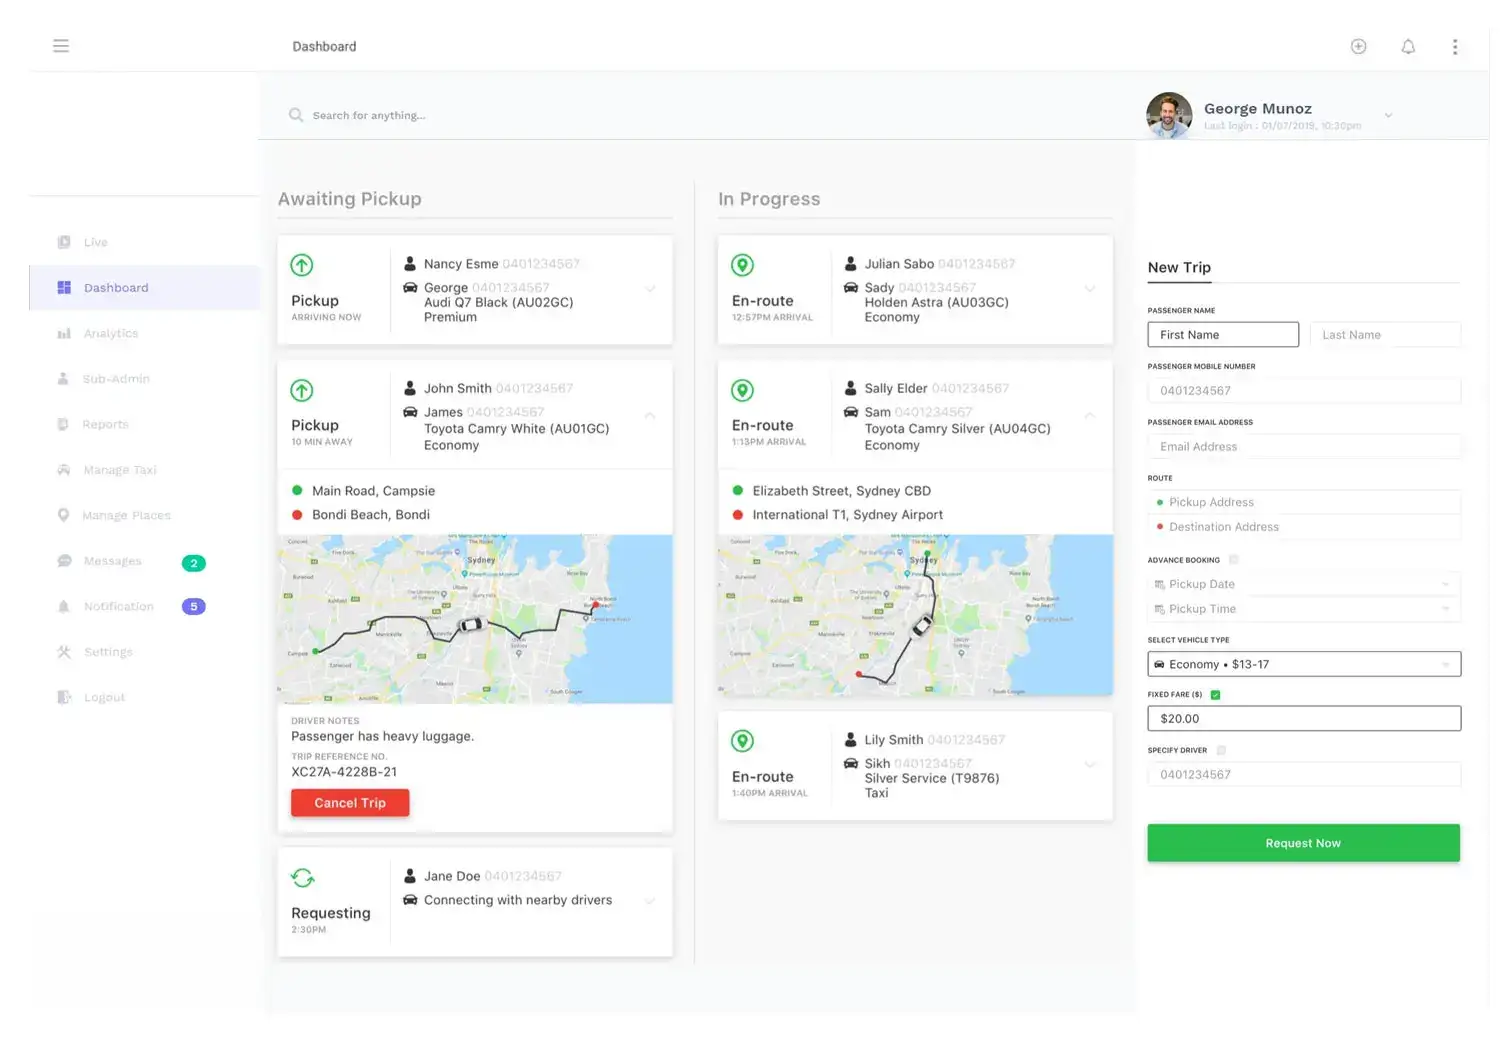 Dashboard
Search for anything...
George Munoz
Last login : 01/07/2019, 10:30pm
Live
Dashboard
Analytics
Sub-Admin
Reports
Manage Taxi
Manage Places
Messages 2
Notification 5
Settings
Logout
Awaiting Pickup
Pickup
ARRIVING NOW
Nancy Esme 0401234567
George 0401234567
Audi Q7 Black (AU02GC)
Premium
Pickup
10 MIN AWAY
John Smith 0401234567
James 0401234567
Toyota Camry White (AU01GC)
Economy
Main Road, Campsie
Bondi Beach, Bondi
Sydney
DRIVER NOTES
Passenger has heavy luggage.
TRIP REFERENCE NO.
XC27A-4228B-21
Cancel Trip
Requesting
2:30PM
Jane Doe 0401234567
Connecting with nearby drivers
In Progress
En-route
12:57PM ARRIVAL
Julian Sabo 0401234567
Sady 0401234567
Holden Astra (AU03GC)
Economy
En-route
1:13PM ARRIVAL
Sally Elder 0401234567
Sam 0401234567
Toyota Camry Silver (AU04GC)
Economy
Elizabeth Street, Sydney CBD
International T1, Sydney Airport
Sydney
En-route
1:40PM ARRIVAL
Lily Smith 0401234567
Sikh 0401234567
Silver Service (T9876)
Taxi
New Trip
PASSENGER NAME
First Name
Last Name
PASSENGER MOBILE NUMBER
0401234567
PASSENGER EMAIL ADDRESS
Email Address
ROUTE
Pickup Address
Destination Address
ADVANCE BOOKING
Pickup Date
Pickup Time
SELECT VEHICLE TYPE
Economy • $13-17
FIXED FARE ($)
$20.00
SPECIFY DRIVER
0401234567
Request Now